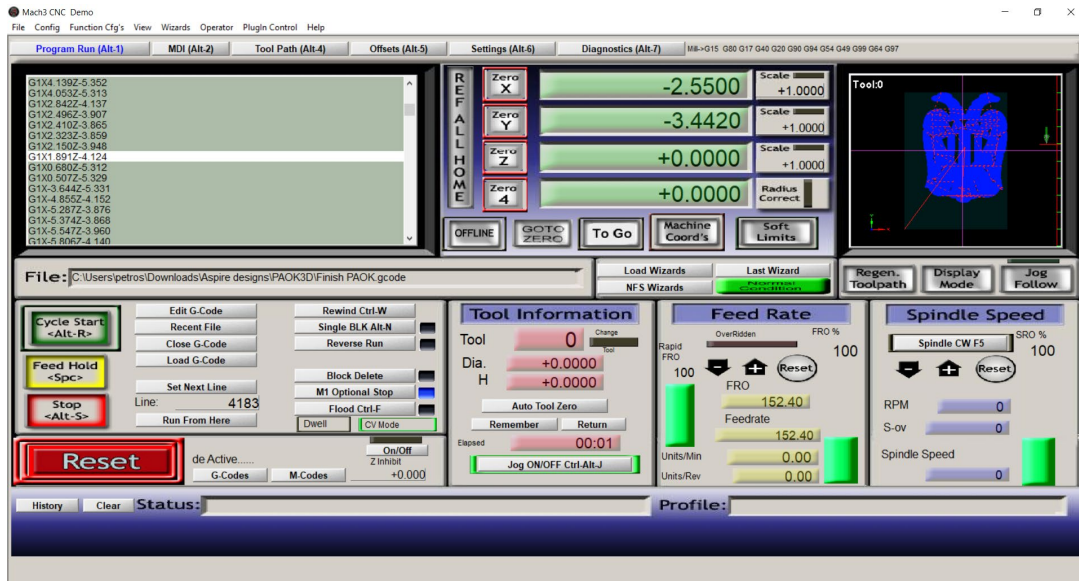 Mach3 CNC Demo
File Config Function Cfg's View Wizards Operator PlugIn Control Help
Program Run (Alt-1) MDI (Alt-2) Tool Path (Alt-4) Offsets (Alt-5) Settings (Alt-6) Diagnostics (Alt-7) Mill->G15 G80 G17 G40 G20 G90 G94 G54 G49 G99 G64 G97
G1X4.139Z-5.352
G1X4.053Z-5.313
G1X2.842Z-4.137
G1X2.496Z-3.907
G1X2.410Z-3.865
G1X2.323Z-3.859
G1X2.150Z-3.948
G1X1.891Z-4.124
G1X0.680Z-5.312
G1X0.507Z-5.329
G1X-3.644Z-5.331
G1X-4.855Z-4.152
G1X-5.287Z-3.876
G1X-5.374Z-3.868
G1X-5.547Z-3.960
G1X-5.806Z-4.140
REF ALL HOME
Zero X -2.5500 Scale +1.0000
Zero Y -3.4420 Scale +1.0000
Zero Z +0.0000 Scale +1.0000
Zero 4 +0.0000 Radius Correct
OFFLINE GOTO ZERO To Go Machine Coord's Soft Limits
Tool:0
File: C:\Users\petros\Downloads\Aspire designs\PAOK3D\Finish PAOK.gcode
Load Wizards Last Wizard
NFS Wizards Normal Condition
Regen. Toolpath Display Mode Jog Follow
Cycle Start <Alt-R>
Feed Hold <Spc>
Stop <Alt-S>
Edit G-Code Rewind Ctrl-W
Recent File Single BLK Alt-N
Close G-Code Reverse Run
Load G-Code
Block Delete
Set Next Line M1 Optional Stop
Line: 4183 Flood Ctrl-F
Run From Here Dwell CV Mode
Reset de Active...... On/Off
Z Inhibit
G-Codes M-Codes +0.000
Tool Information
Tool 0 Change Tool
Dia. +0.0000
H +0.0000
Auto Tool Zero
Remember Return
Elapsed 00:01
Jog ON/OFF Ctrl-Alt-J
Feed Rate
OverRidden FRO %
Rapid FRO 100
100 Reset
FRO
152.40
Feedrate
152.40
Units/Min 0.00
Units/Rev 0.00
Spindle Speed
Spindle CW F5 SRO %
100
Reset
RPM 0
S-ov 0
Spindle Speed
0
History Clear Status: Profile: